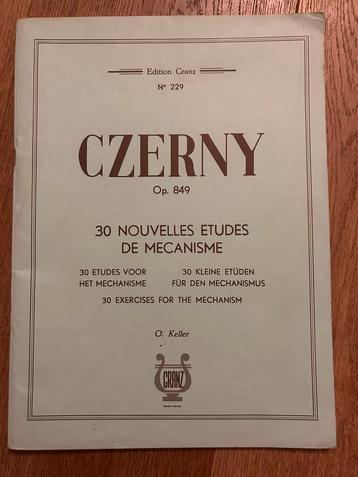 Edition Cranz
Nº 229
CZERNY
Op. 849
30 NOUVELLES ETUDES
DE MECANISME
30 ETUDES VOOR
HET MECHANISME
30 KLEINE ETÜDEN
FÜR DEN MECHANISMUS
30 EXERCISES FOR THE MECHANISM
O. Keller
CRANZ